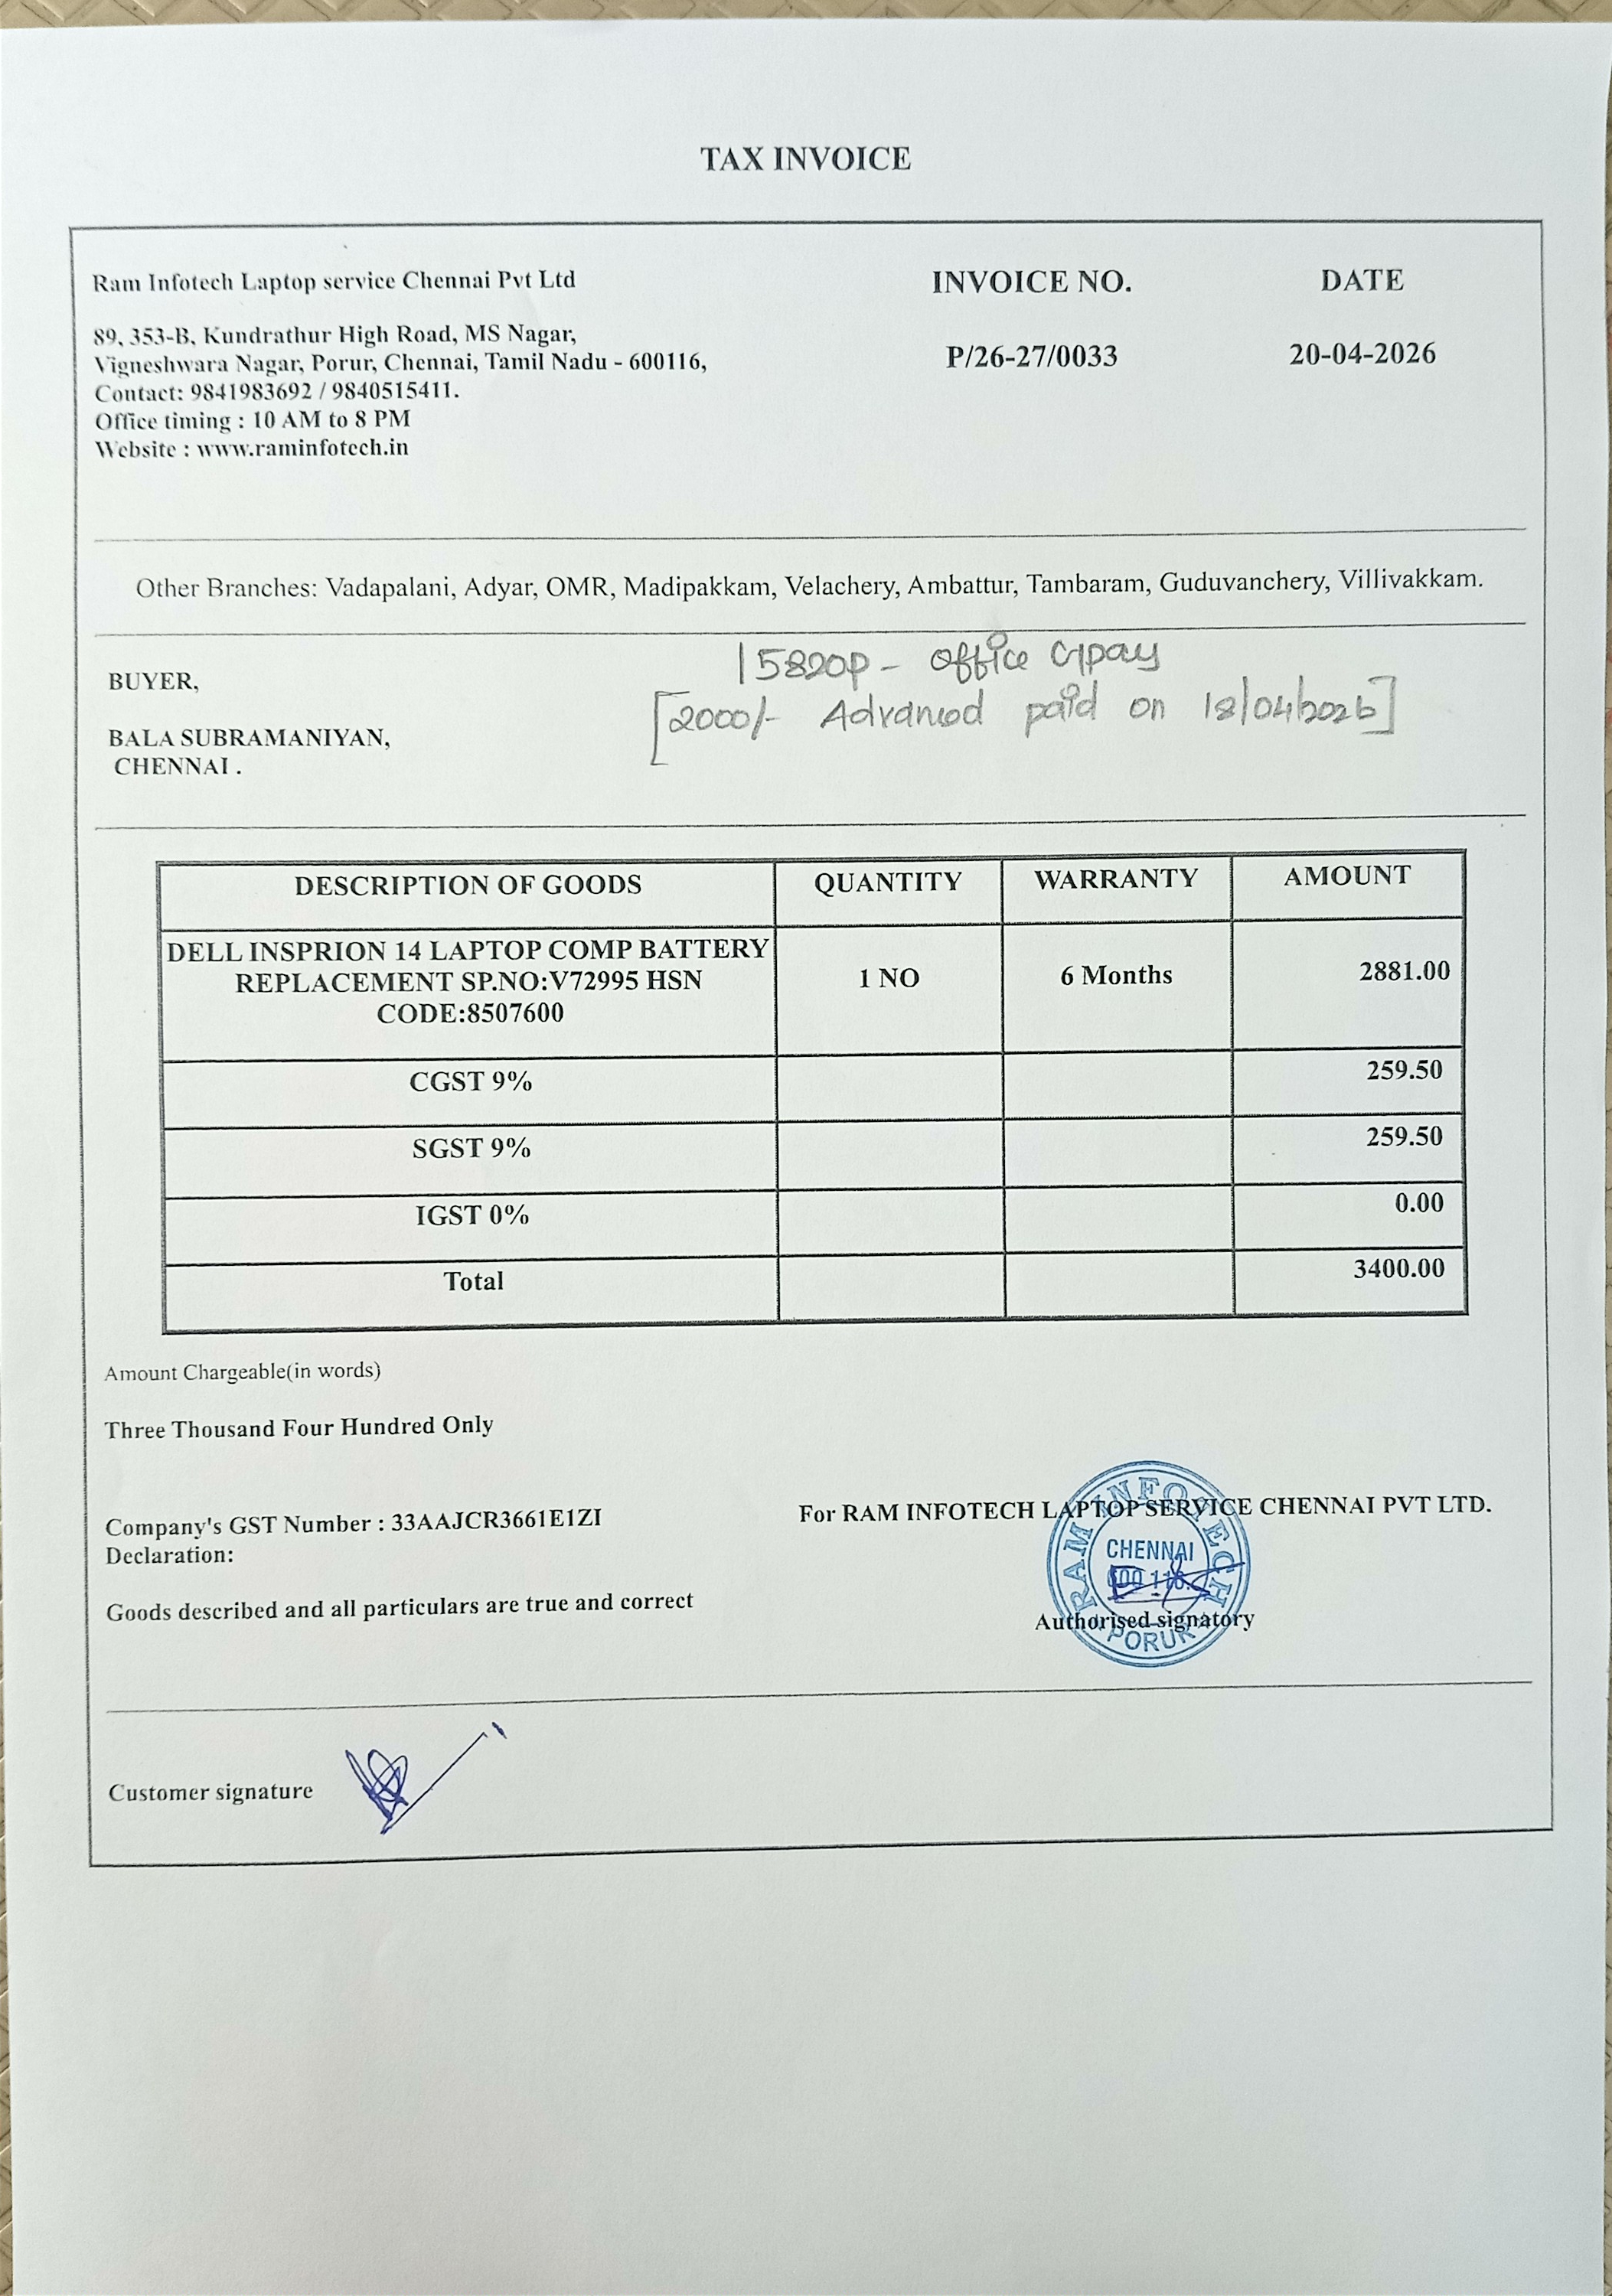 TAX INVOICE
Ram Infotech Laptop service Chennai Pvt Ltd
INVOICE NO.
DATE
89, 353-B, Kundrathur High Road, MS Nagar,
Vigneshwara Nagar, Porur, Chennai, Tamil Nadu - 600116,
P/26-27/0033
20-04-2026
Contact: 9841983692 / 9840515411.
Office timing : 10 AM to 8 PM
Website : www.raminfotech.in
Other Branches: Vadapalani, Adyar, OMR, Madipakkam, Velachery, Ambattur, Tambaram, Guduvanchery, Villivakkam.
15820p - office Gpay
[2000/- Advanced paid on 18/04/2026]
BUYER,
BALA SUBRAMANIYAN,
CHENNAI .
DESCRIPTION OF GOODS QUANTITY WARRANTY AMOUNT
DELL INSPRION 14 LAPTOP COMP BATTERY
REPLACEMENT SP.NO:V72995 HSN
CODE:8507600
1 NO
6 Months
2881.00
CGST 9% 259.50
SGST 9% 259.50
IGST 0% 0.00
Total 3400.00
Amount Chargeable(in words)
Three Thousand Four Hundred Only
Company's GST Number : 33AAJCR3661E1ZI
Declaration:
Goods described and all particulars are true and correct
For RAM INFOTECH LAPTOP SERVICE CHENNAI PVT LTD.
RAM INFOTECH
CHENNAI
600 116.
PORUR
Authorised signatory
Customer signature